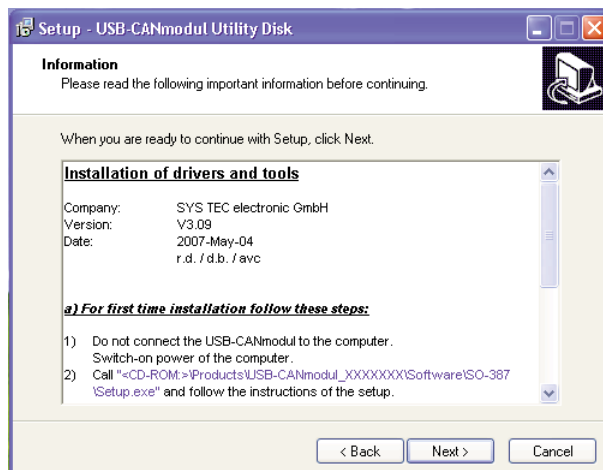 Setup - USB-CANmodul Utility Disk
Information
Please read the following important information before continuing.
When you are ready to continue with Setup, click Next.
Installation of drivers and tools
Company: SYS TEC electronic GmbH
Version: V3.09
Date: 2007-May-04
r.d. / d.b. / avc
a) For first time installation follow these steps:
1) Do not connect the USB-CANmodul to the computer.
Switch-on power of the computer.
2) Call "<CD-ROM:>\Products\USB-CANmodul_XXXXXXX\Software\SO-387
\Setup.exe" and follow the instructions of the setup.
< Back Next > Cancel